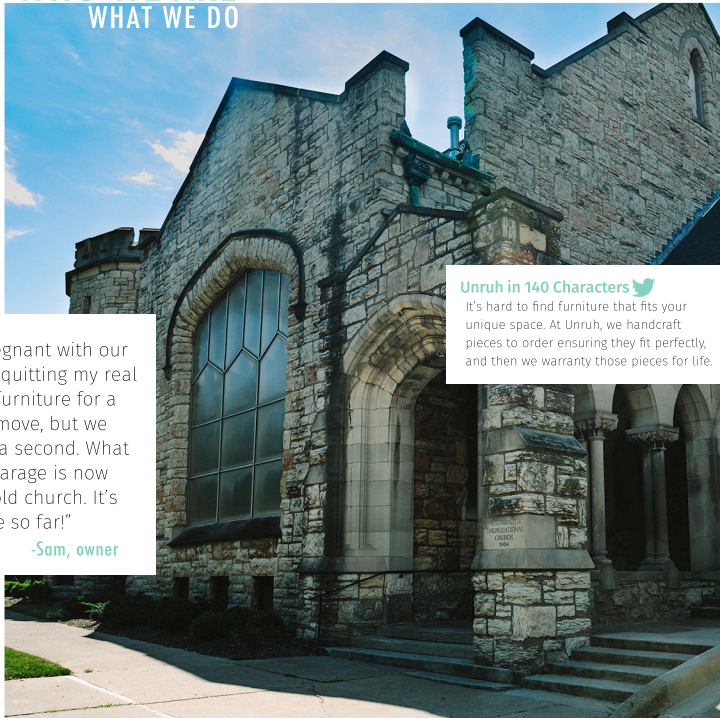 WHAT WE DO
Unruh in 140 Characters
It's hard to find furniture that fits your
unique space. At Unruh, we handcraft
pieces to order ensuring they fit perfectly,
and then we warranty those pieces for life.
egnant with our
quitting my real
furniture for a
move, but we
a second. What
arage is now
old church. It's
e so far!”
-Sam, owner
CHURCH
1904